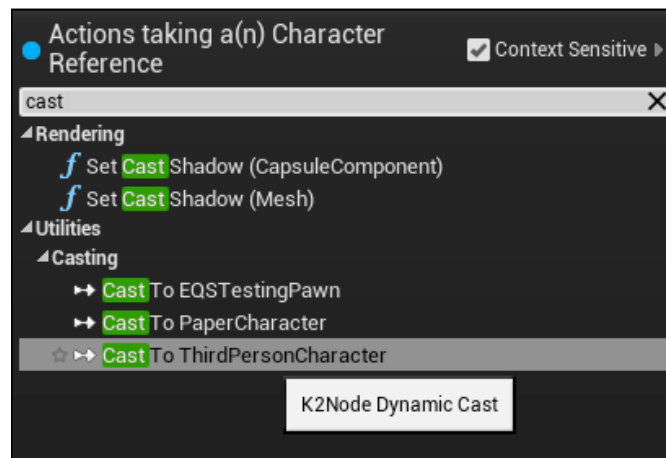 Actions taking a(n) Character
Reference
Context Sensitive
cast
Rendering
Set Cast Shadow (CapsuleComponent)
Set Cast Shadow (Mesh)
Utilities
Casting
Cast To EQSTestingPawn
Cast To PaperCharacter
Cast To ThirdPersonCharacter
K2Node Dynamic Cast